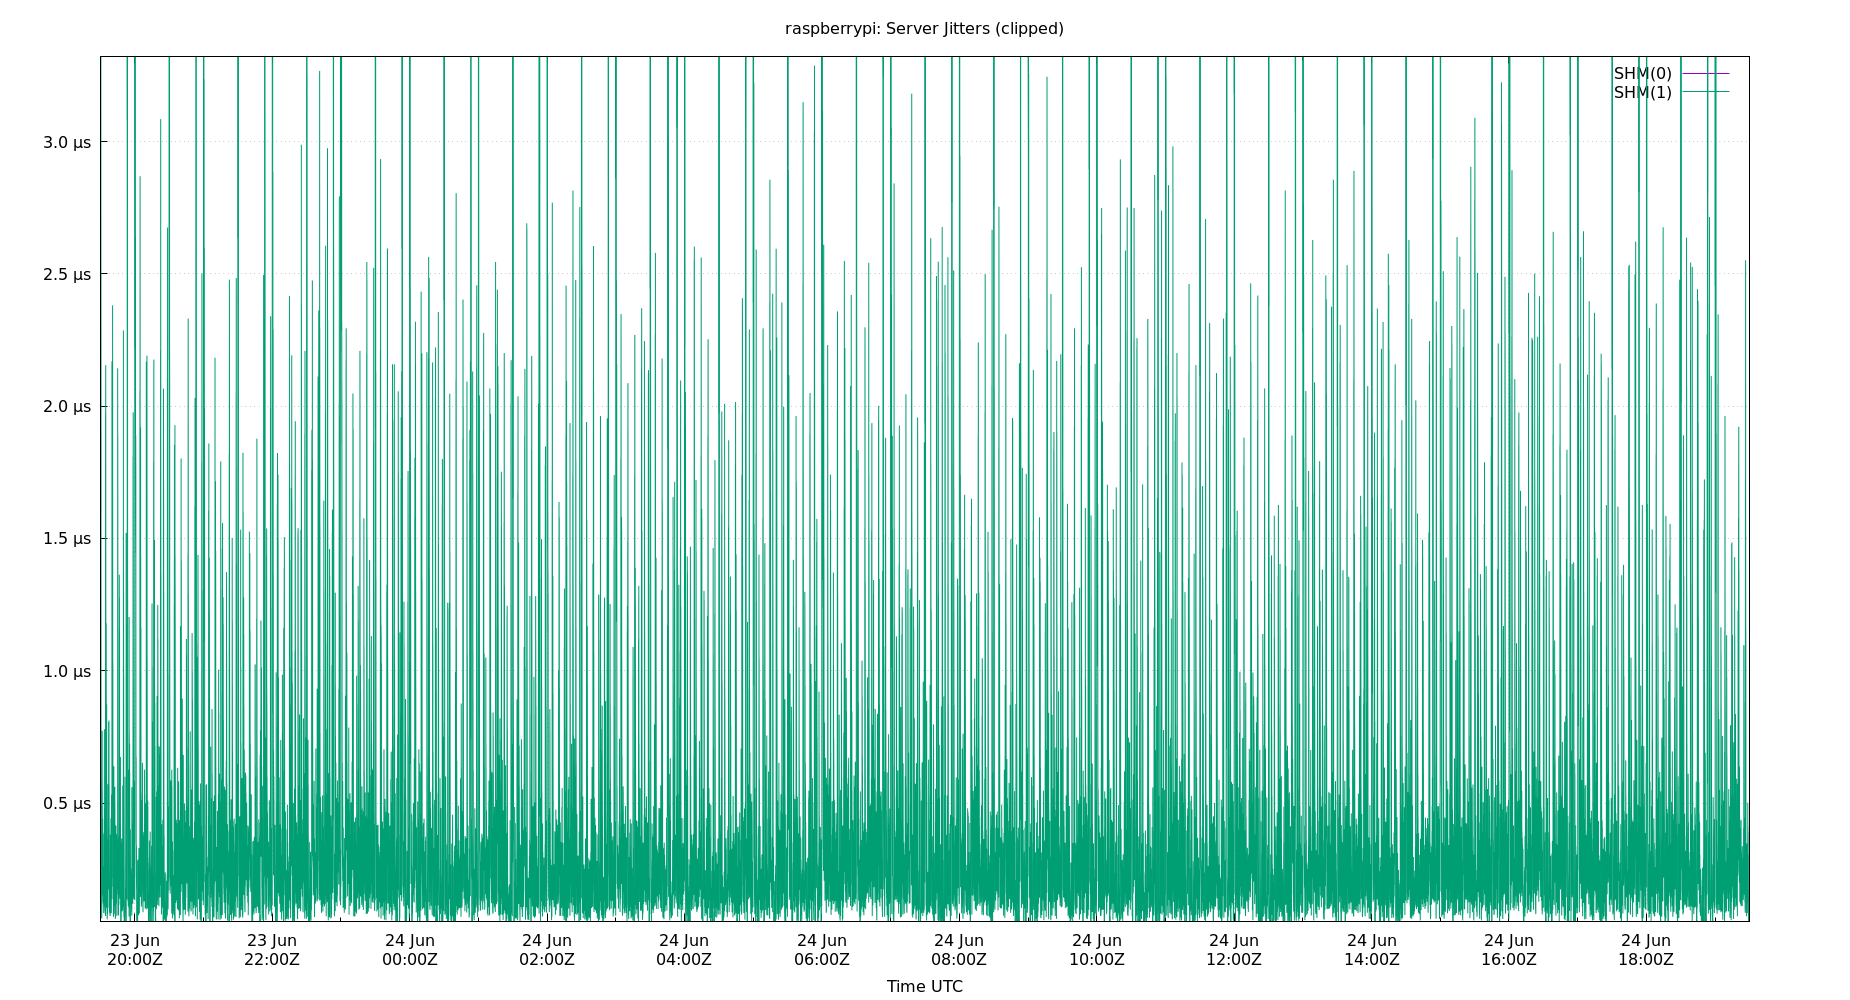 raspberrypi: Server Jitters (clipped)
SHM(0)
SHM(1)
3.0 µs
2.5 µs
2.0 µs
1.5 µs
1.0 µs
0.5 µs
23 Jun 23 Jun 24 Jun 24 Jun 24 Jun 24 Jun 24 Jun 24 Jun 24 Jun 24 Jun 24 Jun 24 Jun
20:00Z 22:00Z 00:00Z 02:00Z 04:00Z 06:00Z 08:00Z 10:00Z 12:00Z 14:00Z 16:00Z 18:00Z
Time UTC